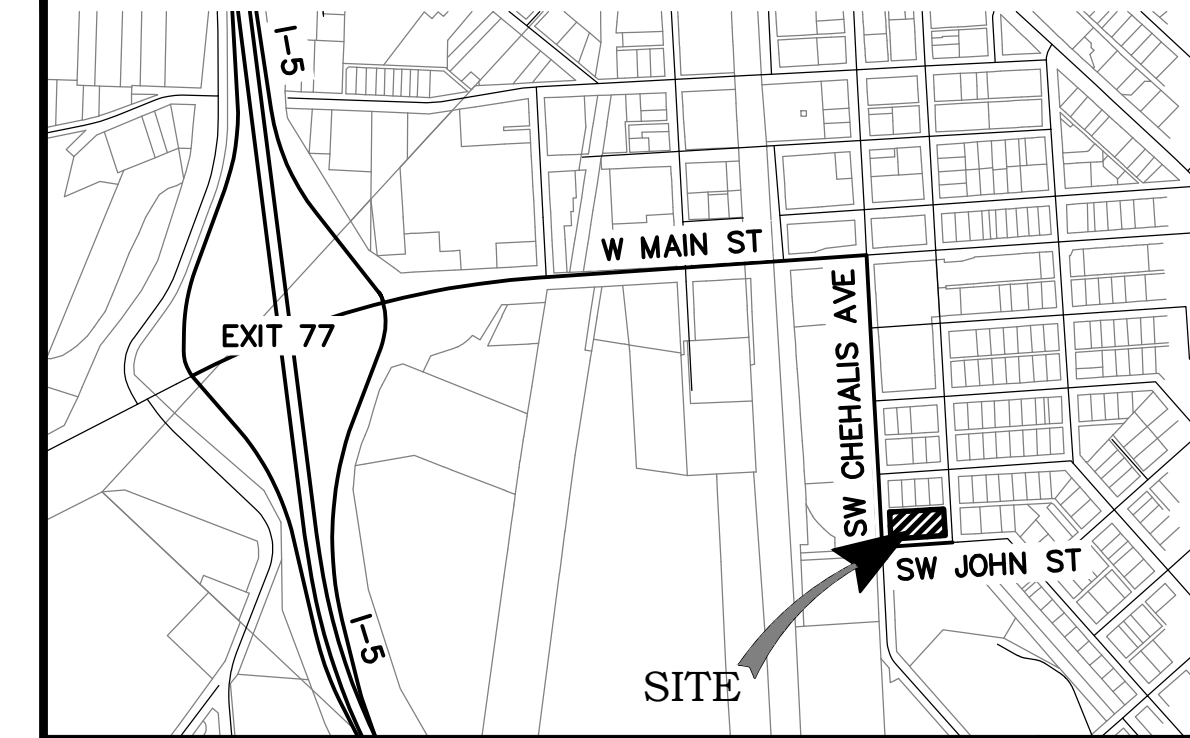 I-5
W MAIN ST
EXIT 77
SW CHEHALIS AVE
SW JOHN ST
I-5
SITE